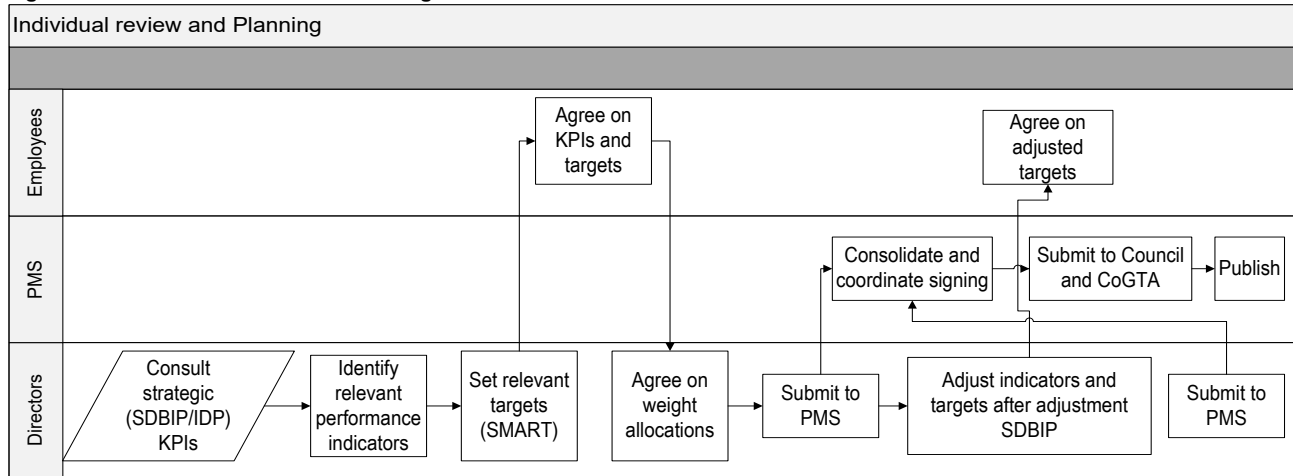 Individual review and Planning
Employees
Agree on
KPIs and
targets
Agree on
adjusted
targets
PMS
Consolidate and
coordinate signing
Submit to Council
and CoGTA
Publish
Directors
Consult
strategic
(SDBIP/IDP)
KPIs
Identify
relevant
performance
indicators
Set relevant
targets
(SMART)
Agree on
weight
allocations
Submit to
PMS
Adjust indicators and
targets after adjustment
SDBIP
Submit to
PMS